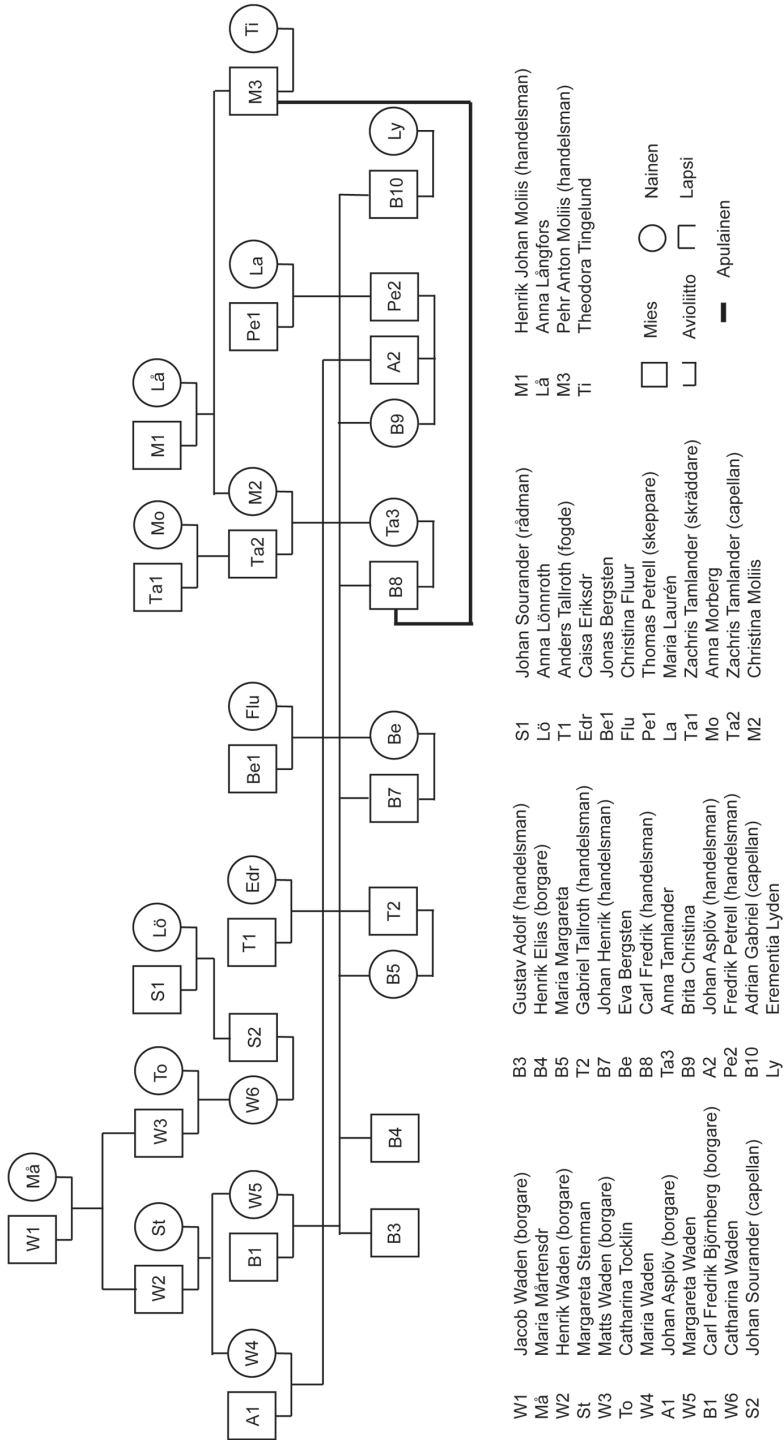 W1
Må
W2
St
W3
To
S1
Lö
Ta1
Mo
M1
Lå
A1
W4
B1
W5
W6
S2
T1
Edr
Be1
Flu
Ta2
M2
Pe1
La
M3
Ti
B3
B4
B5
T2
B7
Be
B8
Ta3
B9
A2
Pe2
B10
Ly
W1 Jacob Waden (borgare)
Må Maria Mårtensdr
W2 Henrik Waden (borgare)
St Margareta Stenman
W3 Matts Waden (borgare)
To Catharina Tocklin
W4 Maria Waden
A1 Johan Asplöv (borgare)
W5 Margareta Waden
B1 Carl Fredrik Björnberg (borgare)
W6 Catharina Waden
S2 Johan Sourander (capellan)
B3 Gustav Adolf (handelsman)
B4 Henrik Elias (borgare)
B5 Maria Margareta
T2 Gabriel Tallroth (handelsman)
B7 Johan Henrik (handelsman)
Be Eva Bergsten
B8 Carl Fredrik (handelsman)
Ta3 Anna Tamlander
B9 Brita Christina
A2 Johan Asplöv (handelsman)
Pe2 Fredrik Petrell (handelsman)
B10 Adrian Gabriel (capellan)
Ly Erementia Lyden
S1 Johan Sourander (rådman)
Lö Anna Lönnroth
T1 Anders Tallroth (fogde)
Edr Caisa Eriksdr
Be1 Jonas Bergsten
Flu Christina Fluur
Pe1 Thomas Petrell (skeppare)
La Maria Laurén
Ta1 Zachris Tamlander (skräddare)
Mo Anna Morberg
Ta2 Zachris Tamlander (capellan)
M2 Christina Moliis
M1 Henrik Johan Moliis (handelsman)
Lå Anna Långfors
M3 Pehr Anton Moliis (handelsman)
Ti Theodora Tingelund
Mies
Nainen
Avioliitto
Lapsi
Apulainen